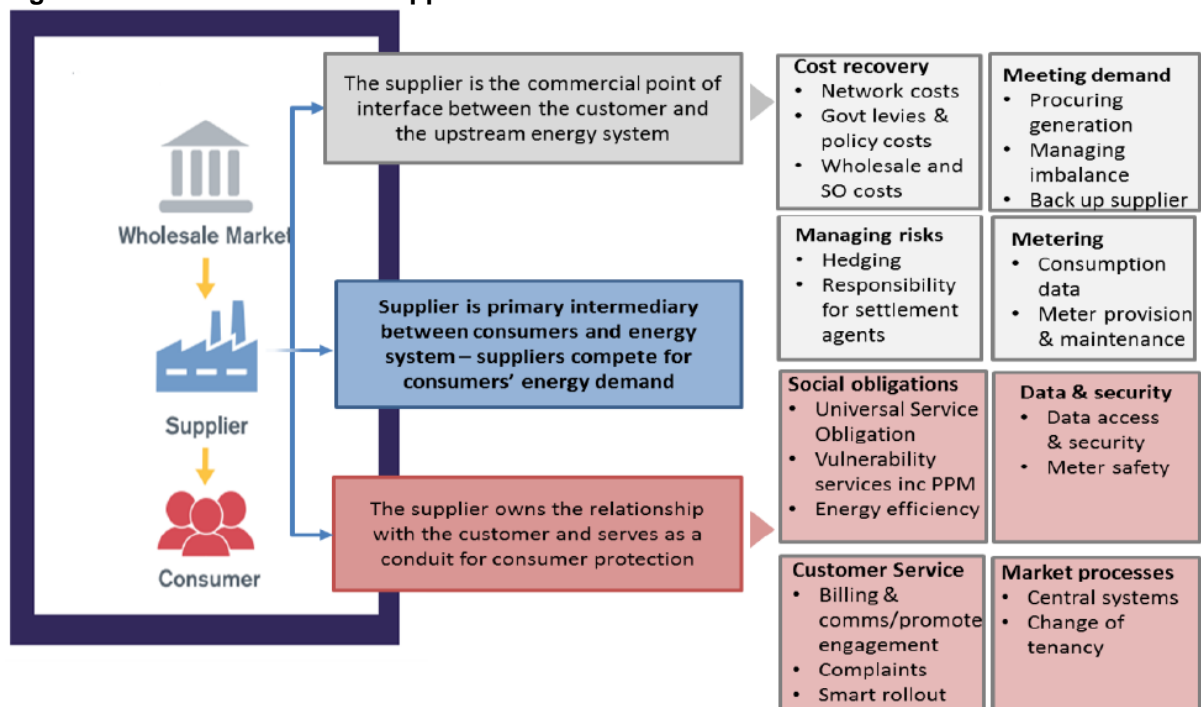 The supplier is the commercial point of
interface between the customer and
the upstream energy system
Wholesale Market
Supplier is primary intermediary
between consumers and energy
system – suppliers compete for
consumers' energy demand
Supplier
The supplier owns the relationship
with the customer and serves as a
conduit for consumer protection
Consumer
Cost recovery
• Network costs
• Govt levies &
policy costs
• Wholesale and
SO costs
Meeting demand
• Procuring
generation
• Managing
imbalance
• Back up supplier
Managing risks
• Hedging
• Responsibility
for settlement
agents
Metering
• Consumption
data
• Meter provision
& maintenance
Social obligations
• Universal Service
Obligation
• Vulnerability
services inc PPM
• Energy efficiency
Data & security
• Data access
& security
• Meter safety
Customer Service
• Billing &
comms/promote
engagement
• Complaints
• Smart rollout
Market processes
• Central systems
• Change of
tenancy